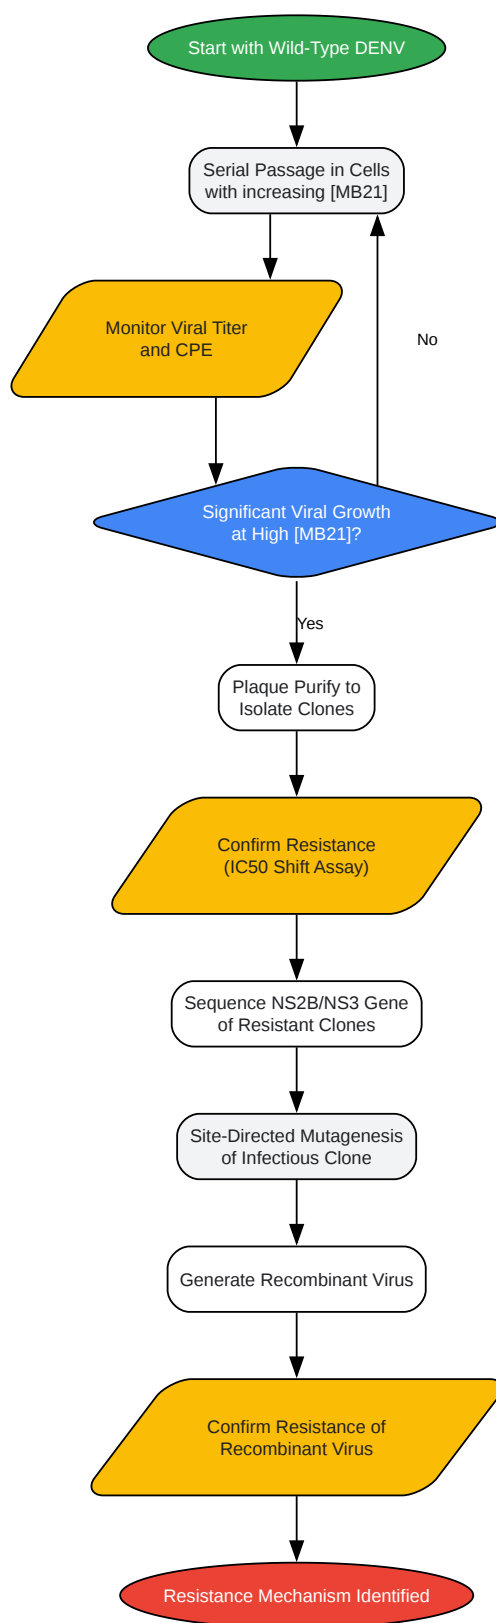 Start with Wild-Type DENV
Serial Passage in Cells
with increasing [MB21]
Monitor Viral Titer
and CPE
No
Significant Viral Growth
at High [MB21]?
Yes
Plaque Purify to
Isolate Clones
Confirm Resistance
(IC50 Shift Assay)
Sequence NS2B/NS3 Gene
of Resistant Clones
Site-Directed Mutagenesis
of Infectious Clone
Generate Recombinant Virus
Confirm Resistance of
Recombinant Virus
Resistance Mechanism Identified